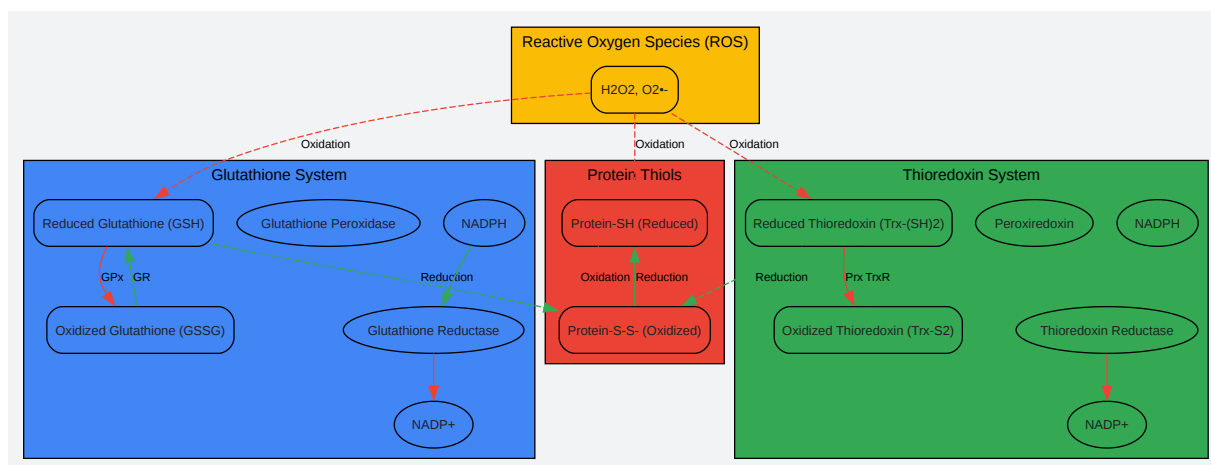 Reactive Oxygen Species (ROS)
H2O2, O2•-
Oxidation
Oxidation
Oxidation
Glutathione System
Protein Thiols
Thioredoxin System
Reduced Glutathione (GSH)
Glutathione Peroxidase
NADPH
Protein-SH (Reduced)
Reduced Thioredoxin (Trx-(SH)2)
Peroxiredoxin
NADPH
GPx
GR
Reduction
Oxidation
Reduction
Reduction
Prx
TrxR
Oxidized Glutathione (GSSG)
Glutathione Reductase
Protein-S-S- (Oxidized)
Oxidized Thioredoxin (Trx-S2)
Thioredoxin Reductase
NADP+
NADP+